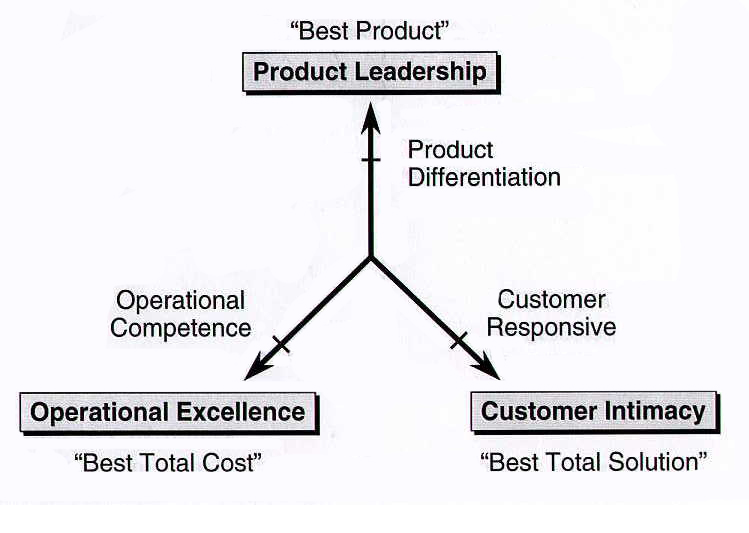 “Best Product”
Product Leadership
Product
Differentiation
Operational
Competence
Customer
Responsive
Operational Excellence
Customer Intimacy
“Best Total Cost”
“Best Total Solution”